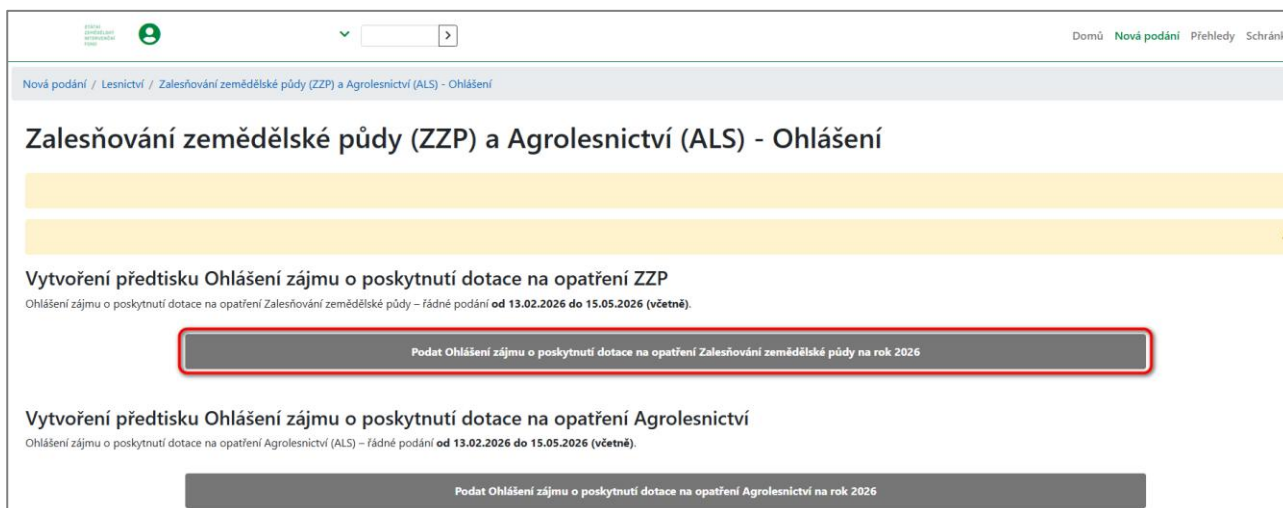 STÁTNÍ
ZEMĚDĚLSKÝ
INTERVENČNÍ
FOND
Domů Nová podání Přehledy Schránk
Nová podání / Lesnictví / Zalesňování zemědělské půdy (ZZP) a Agrolesnictví (ALS) - Ohlášení
Zalesňování zemědělské půdy (ZZP) a Agrolesnictví (ALS) - Ohlášení
Vytvoření předtisku Ohlášení zájmu o poskytnutí dotace na opatření ZZP
Ohlášení zájmu o poskytnutí dotace na opatření Zalesňování zemědělské půdy – řádné podání od 13.02.2026 do 15.05.2026 (včetně).
Podat Ohlášení zájmu o poskytnutí dotace na opatření Zalesňování zemědělské půdy na rok 2026
Vytvoření předtisku Ohlášení zájmu o poskytnutí dotace na opatření Agrolesnictví
Ohlášení zájmu o poskytnutí dotace na opatření Agrolesnictví (ALS) – řádné podání od 13.02.2026 do 15.05.2026 (včetně).
Podat Ohlášení zájmu o poskytnutí dotace na opatření Agrolesnictví na rok 2026